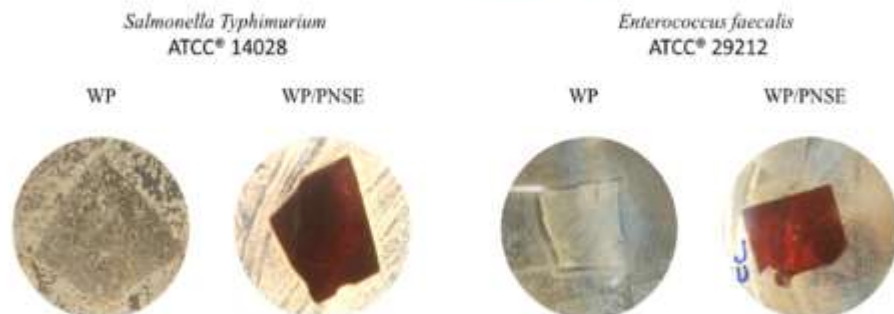 Salmonella Typhimurium
ATCC® 14028
Enterococcus faecalis
ATCC® 29212
WP
WP/PNSE
WP
WP/PNSE